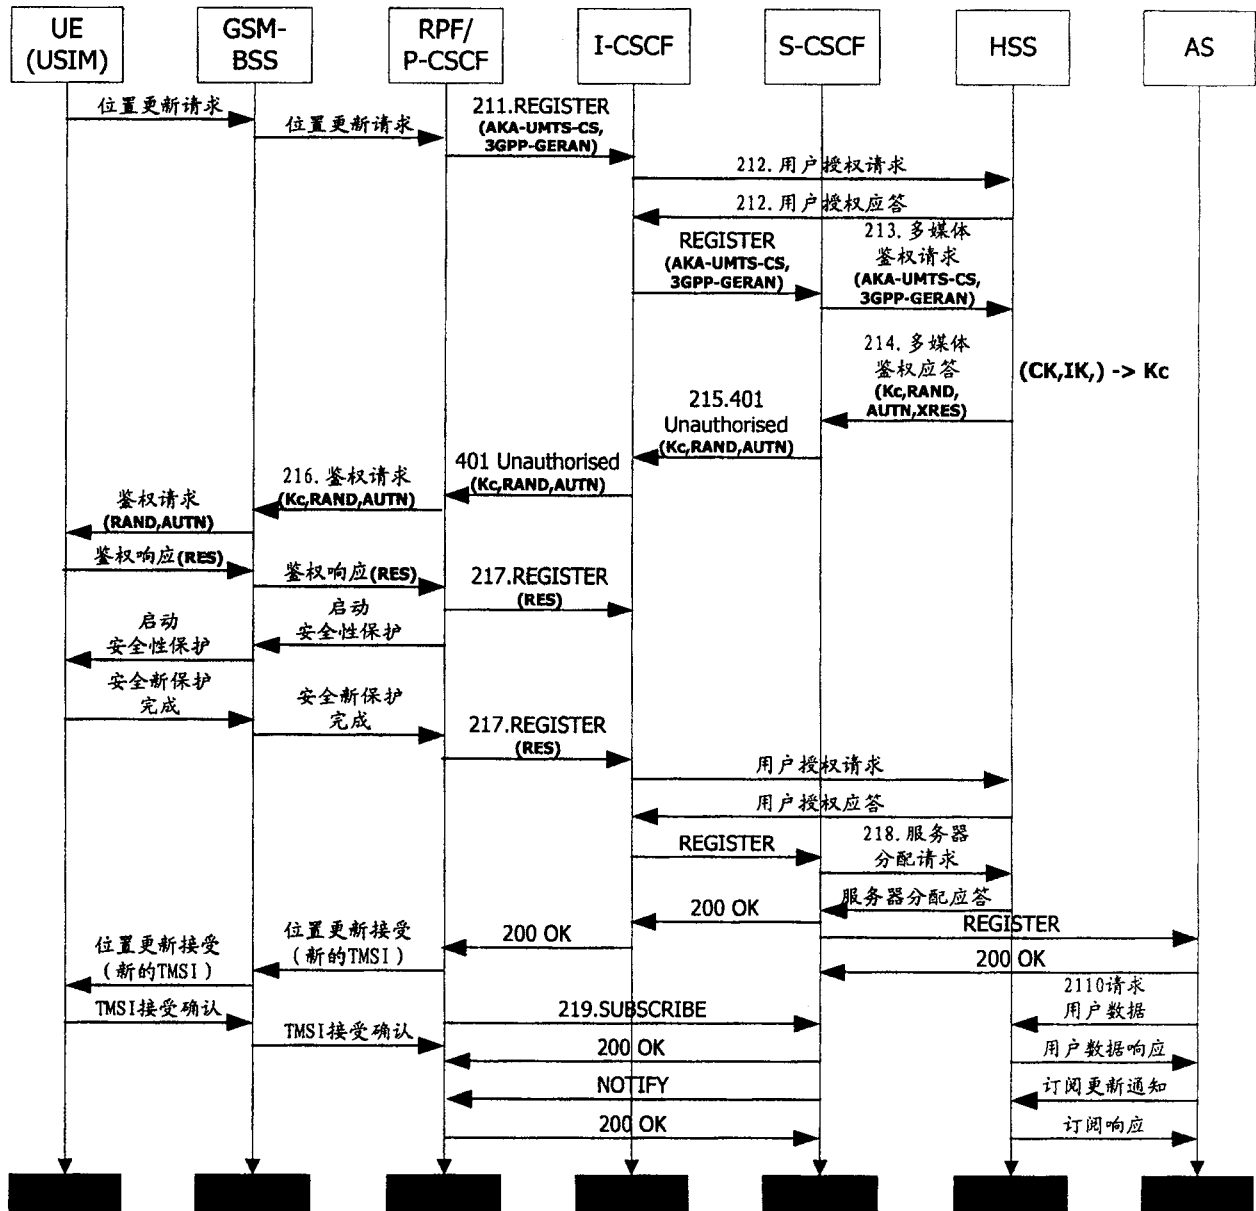 UE
(USIM)
GSM-
BSS
RPF/
P-CSCF
I-CSCF
S-CSCF
HSS
AS
位置更新请求
位置更新请求
211.REGISTER
(AKA-UMTS-CS,
3GPP-GERAN)
212.用户授权请求
212.用户授权应答
REGISTER
(AKA-UMTS-CS,
3GPP-GERAN)
213.多媒体
鉴权请求
(AKA-UMTS-CS,
3GPP-GERAN)
214.多媒体
鉴权应答
(Kc,RAND,
AUTN,XRES)
(CK,IK,) -> Kc
215.401
Unauthorised
(Kc,RAND,AUTN)
401 Unauthorised
(Kc,RAND,AUTN)
216.鉴权请求
(Kc,RAND,AUTN)
鉴权请求
(RAND,AUTN)
鉴权响应(RES)
鉴权响应(RES)
217.REGISTER
(RES)
启动
安全性保护
启动
安全性保护
安全新保护
完成
安全新保护
完成
217.REGISTER
(RES)
用户授权请求
用户授权应答
REGISTER
218.服务器
分配请求
服务器分配应答
200 OK
REGISTER
200 OK
位置更新接受
(新的TMSI)
位置更新接受
(新的TMSI)
200 OK
TMSI接受确认
TMSI接受确认
219.SUBSCRIBE
2110请求
用户数据
200 OK
用户数据响应
NOTIFY
订阅更新通知
200 OK
订阅响应